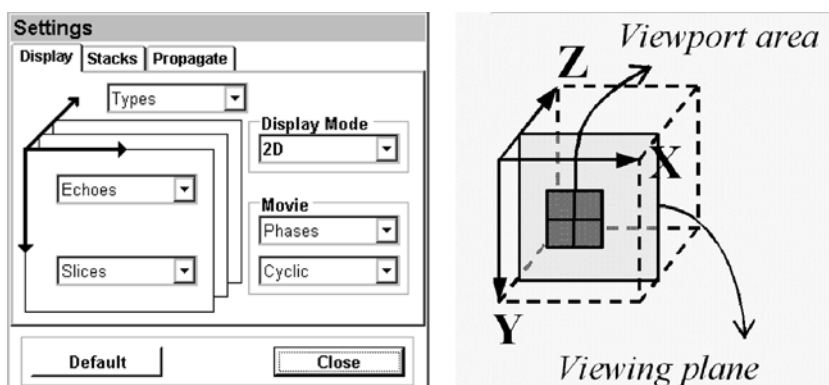 Settings
Display Stacks Propagate
Types
Display Mode
2D
Echoes
Movie
Phases
Slices
Cyclic
Default Close
Viewport area
Z
X
Y
Viewing plane